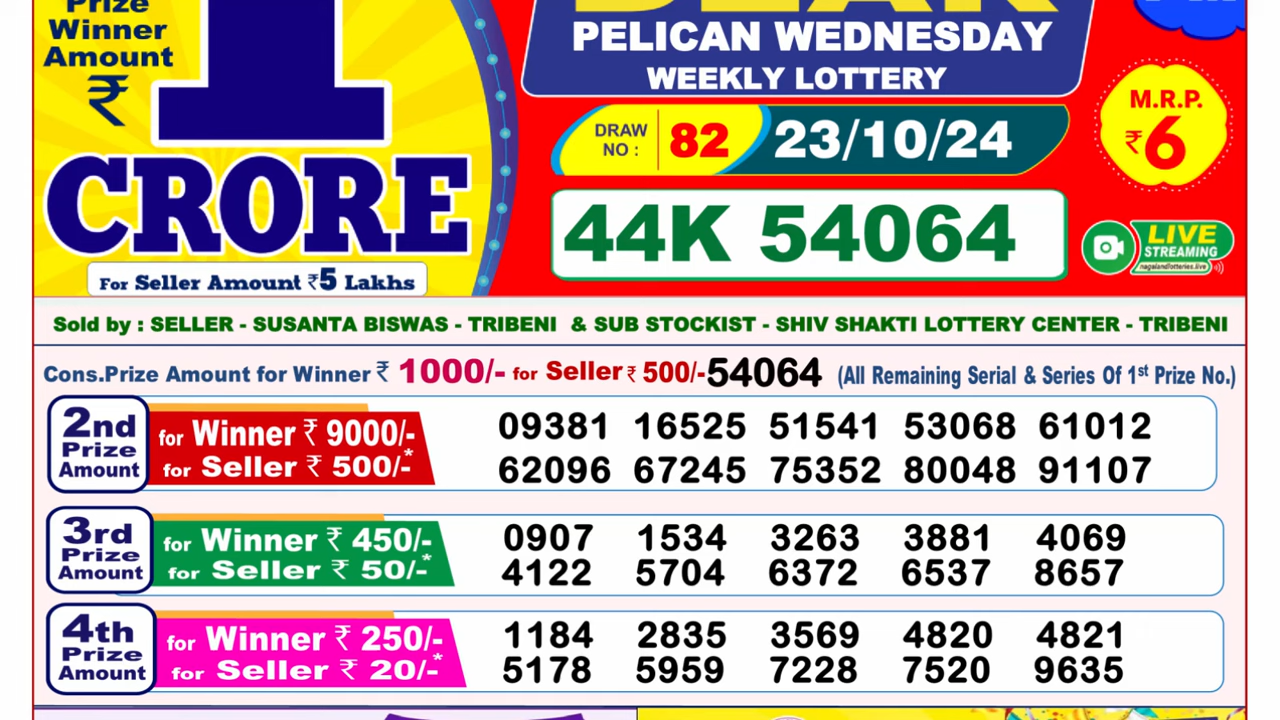 Prize
Winner
Amount
₹
1
CRORE
For Seller Amount ₹5 Lakhs
DEAR
PELICAN WEDNESDAY
WEEKLY LOTTERY
DRAW NO : 82 23/10/24
M.R.P.
₹6
44K 54064
LIVE
STREAMING
nagalandlotteries.live
Sold by : SELLER - SUSANTA BISWAS - TRIBENI & SUB STOCKIST - SHIV SHAKTI LOTTERY CENTER - TRIBENI
Cons.Prize Amount for Winner ₹ 1000/- for Seller ₹ 500/- 54064 (All Remaining Serial & Series Of 1st Prize No.)
2nd
Prize
Amount
for Winner ₹ 9000/-
for Seller ₹ 500/-*
09381 16525 51541 53068 61012
62096 67245 75352 80048 91107
3rd
Prize
Amount
for Winner ₹ 450/-
for Seller ₹ 50/-*
0907 1534 3263 3881 4069
4122 5704 6372 6537 8657
4th
Prize
Amount
for Winner ₹ 250/-
for Seller ₹ 20/-*
1184 2835 3569 4820 4821
5178 5959 7228 7520 9635